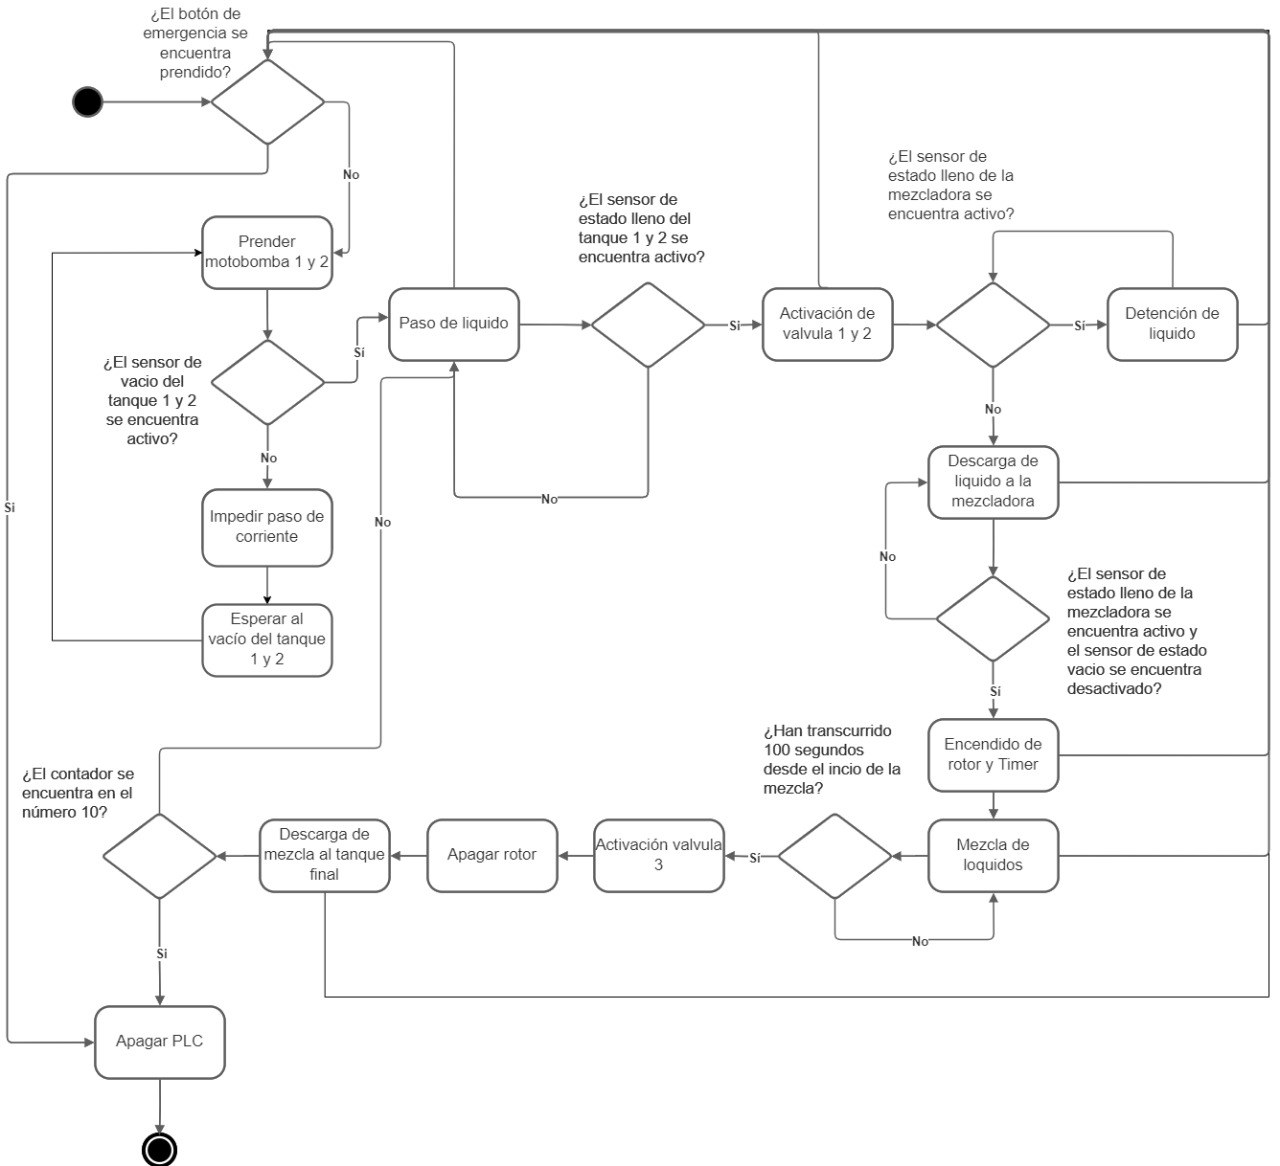 ¿El botón de
emergencia se
encuentra
prendido?
No
Prender
motobomba 1 y 2
¿El sensor de
vacio del
tanque 1 y 2
se encuentra
activo?
Sí
No
Impedir paso de
corriente
Esperar al
vacío del tanque
1 y 2
Si
Paso de liquido
¿El sensor de
estado lleno del
tanque 1 y 2 se
encuentra activo?
Si
No
Activación de
valvula 1 y 2
¿El sensor de
estado lleno de la
mezcladora se
encuentra activo?
Si
Detención de
liquido
No
Descarga de
liquido a la
mezcladora
No
¿El sensor de
estado lleno de la
mezcladora se
encuentra activo y
el sensor de estado
vacio se encuentra
desactivado?
Sí
Encendido de
rotor y Timer
Mezcla de
loquidos
¿Han transcurrido
100 segundos
desde el incio de la
mezcla?
Sí
No
Activación valvula
3
Apagar rotor
Descarga de
mezcla al tanque
final
¿El contador se
encuentra en el
número 10?
No
Si
Apagar PLC